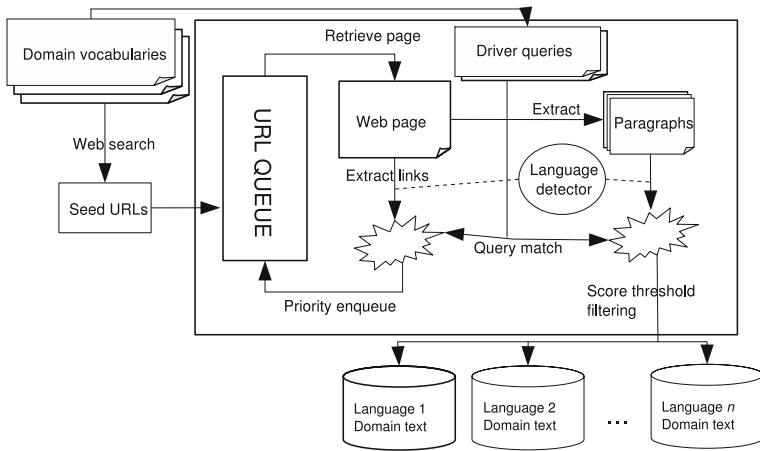 Domain vocabularies
Retrieve page
Driver queries
URL QUEUE
Web page
Extract
Paragraphs
Web search
Extract links
Language
detector
Seed URLs
Query match
Priority enqueue
Score threshold
filtering
Language 1
Domain text
Language 2
Domain text
...
Language n
Domain text